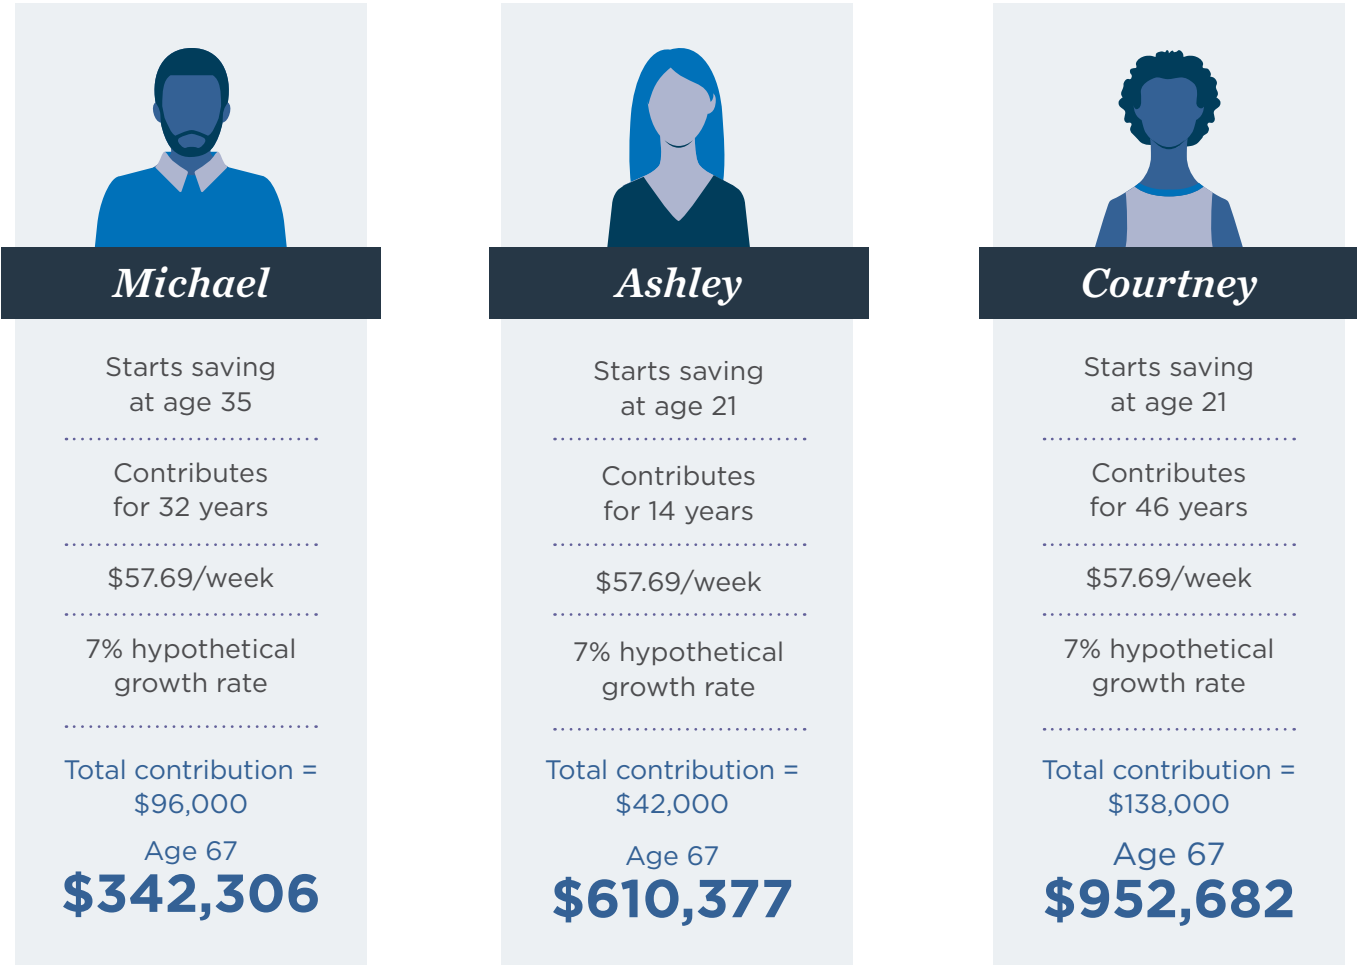 Michael
Starts saving
at age 35
Contributes
for 32 years
$57.69/week
7% hypothetical
growth rate
Total contribution =
$96,000
Age 67
$342,306
Ashley
Starts saving
at age 21
Contributes
for 14 years
$57.69/week
7% hypothetical
growth rate
Total contribution =
$42,000
Age 67
$610,377
Courtney
Starts saving
at age 21
Contributes
for 46 years
$57.69/week
7% hypothetical
growth rate
Total contribution =
$138,000
Age 67
$952,682